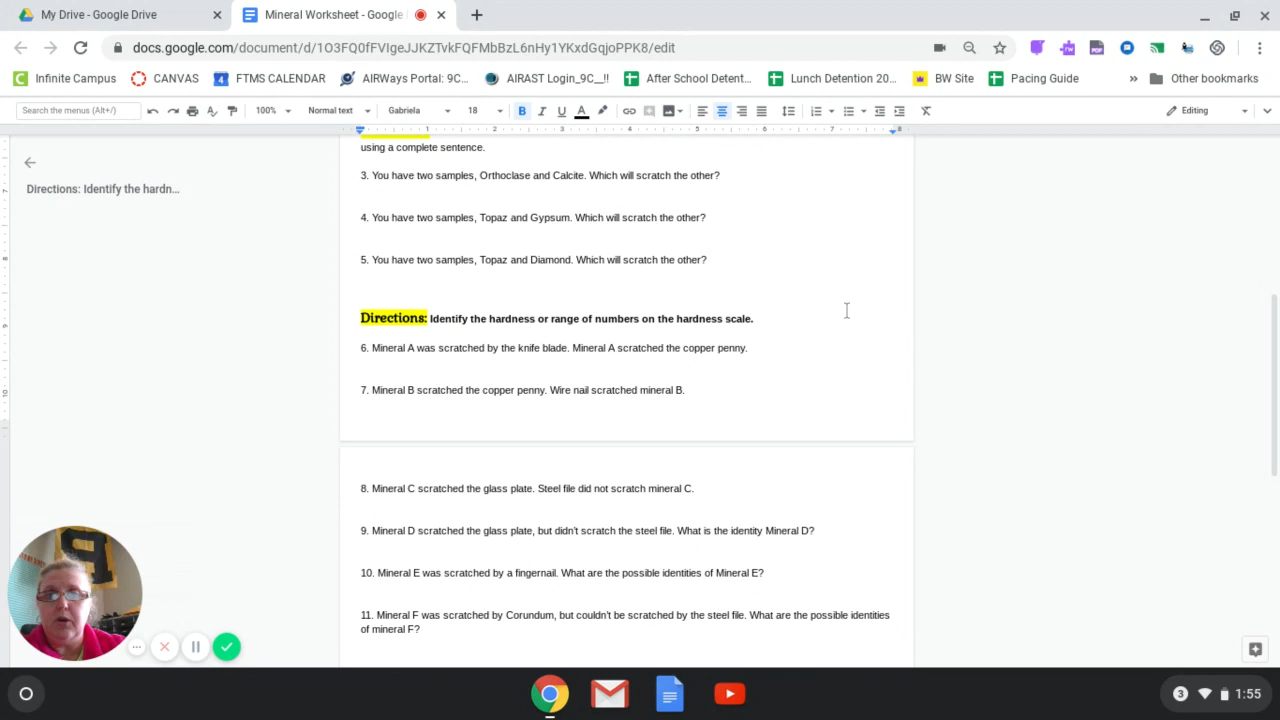 My Drive - Google Drive
Mineral Worksheet - Google
docs.google.com/document/d/1O3FQ0fFVIgeJJKZTvkFQFMbBzL6nHy1YKxdGqjoPPK8/edit
Infinite Campus
CANVAS
FTMS CALENDAR
AIRWays Portal: 9C...
AIRAST Login_9C__!!
After School Detent...
Lunch Detention 20...
BW Site
Pacing Guide
»
Other bookmarks
Search the menus (Alt+/)
100%
Normal text
Gabriela
18
B
I
U
A
Editing
1 2 3 4 5 6 7 8
Directions: Identify the hardn...
using a complete sentence.
3. You have two samples, Orthoclase and Calcite. Which will scratch the other?
4. You have two samples, Topaz and Gypsum. Which will scratch the other?
5. You have two samples, Topaz and Diamond. Which will scratch the other?
Directions: Identify the hardness or range of numbers on the hardness scale.
6. Mineral A was scratched by the knife blade. Mineral A scratched the copper penny.
7. Mineral B scratched the copper penny. Wire nail scratched mineral B.
8. Mineral C scratched the glass plate. Steel file did not scratch mineral C.
9. Mineral D scratched the glass plate, but didn't scratch the steel file. What is the identity Mineral D?
10. Mineral E was scratched by a fingernail. What are the possible identities of Mineral E?
11. Mineral F was scratched by Corundum, but couldn't be scratched by the steel file. What are the possible identities
of mineral F?
3
1:55